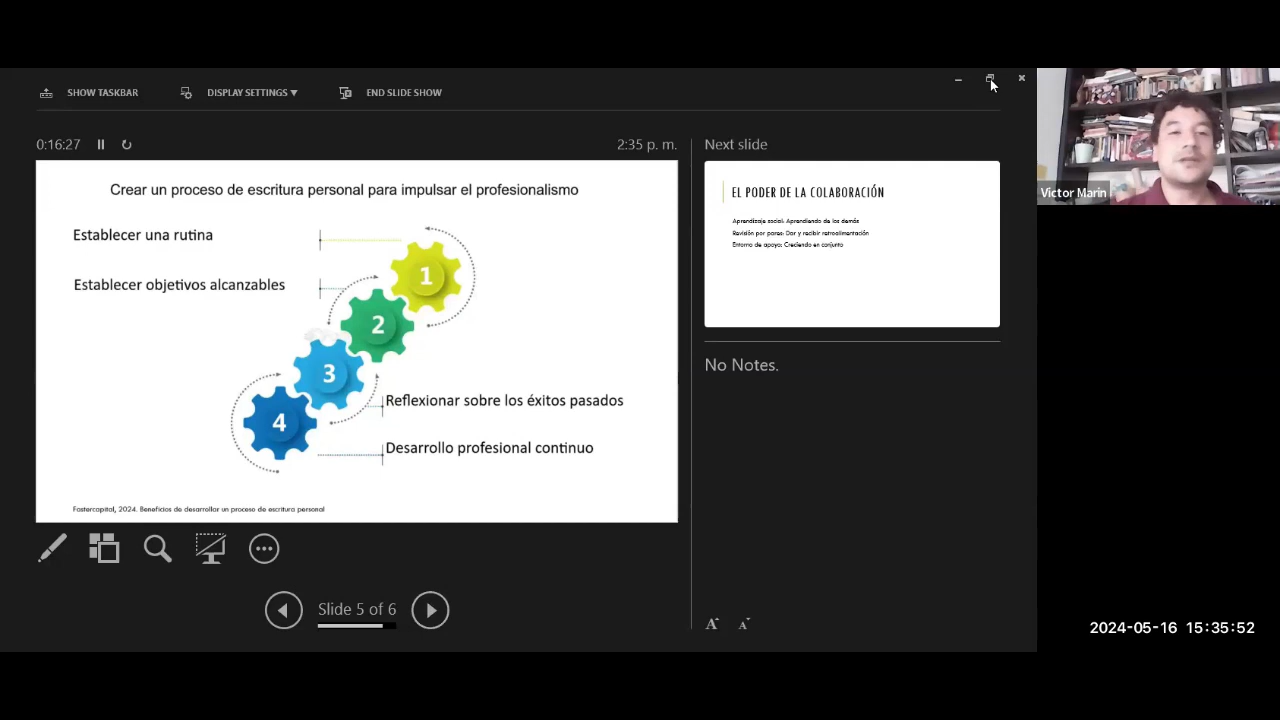 SHOW TASKBAR
DISPLAY SETTINGS ▼
END SLIDE SHOW
0:16:27
2:35 p. m.
Crear un proceso de escritura personal para impulsar el profesionalismo
Establecer una rutina
Establecer objetivos alcanzables
1
2
3
4
Reflexionar sobre los éxitos pasados
Desarrollo profesional continuo
Fastercapital, 2024. Beneficios de desarrollar un proceso de escritura personal
Slide 5 of 6
Next slide
EL PODER DE LA COLABORACIÓN
Aprendizaje social: Aprendiendo de los demás
Revisión por pares: Dar y recibir retroalimentación
Entorno de apoyo: Creciendo en conjunto
No Notes.
A A
Victor Marin
2024-05-16 15:35:52